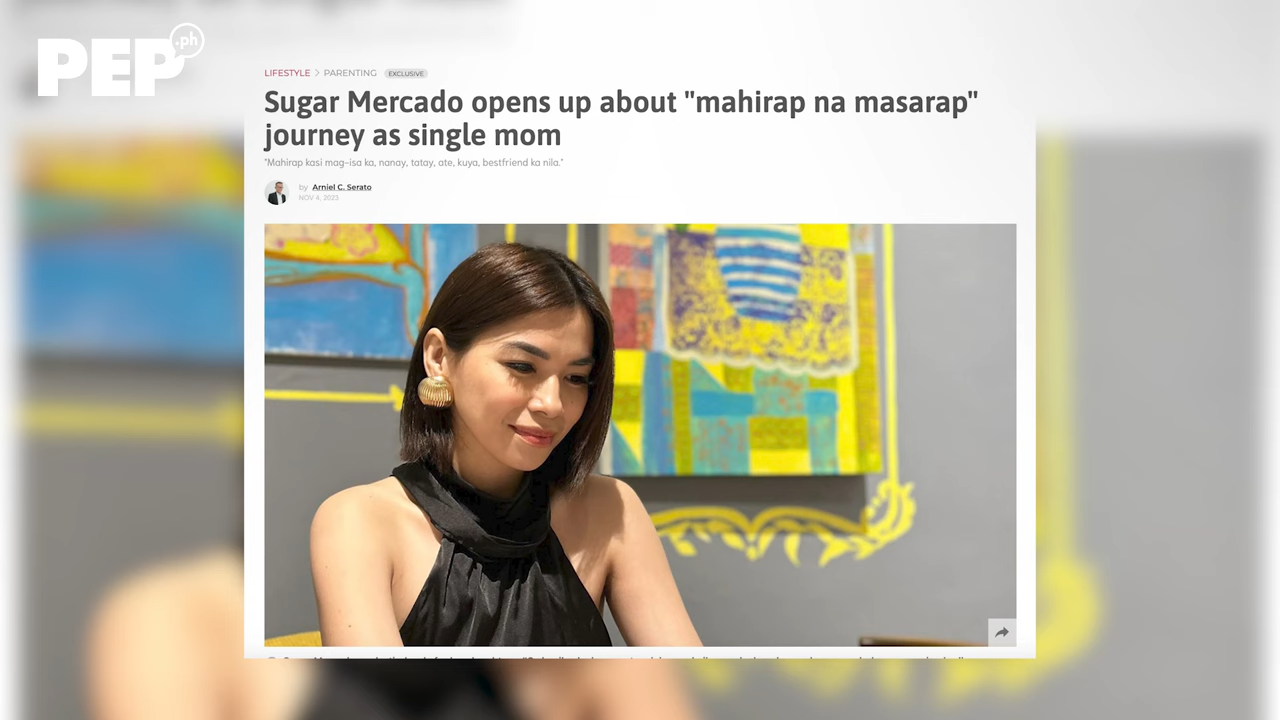 PEP.ph
LIFESTYLE > PARENTING EXCLUSIVE
Sugar Mercado opens up about "mahirap na masarap"
journey as single mom
"Mahirap kasi mag-isa ka, nanay, tatay, ate, kuya, bestfriend ka nila."
by Arniel C. Serato
NOV 4, 2023